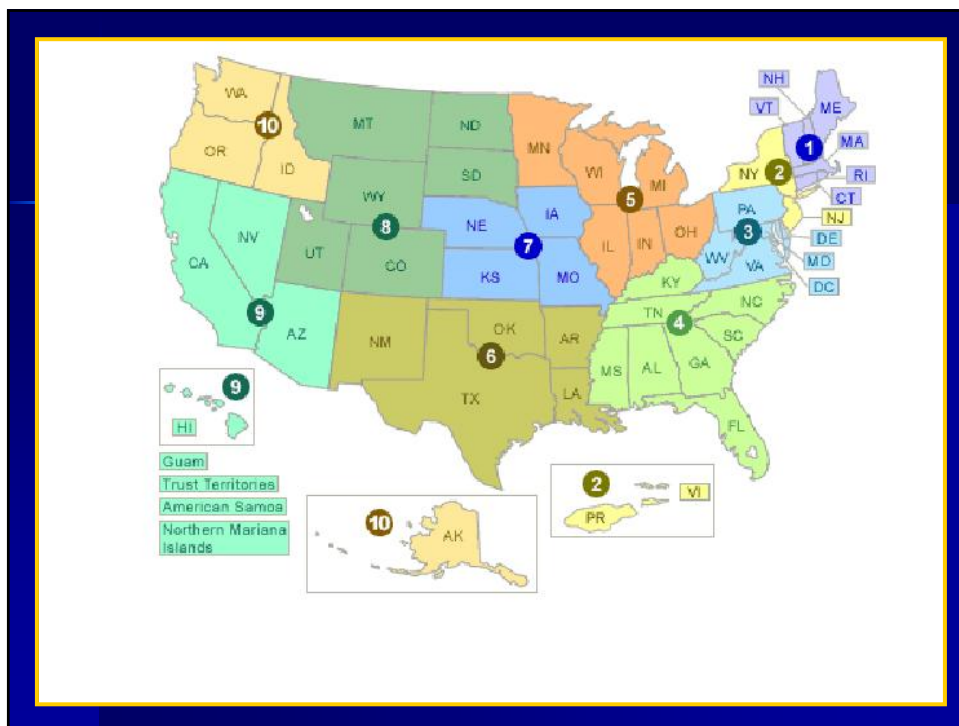 NH
WA
VT
ME
10
MT
ND
MN
1
MA
OR
ID
WI
NY
2
RI
SD
MI
CT
WY
5
PA
NJ
NE
IA
8
3
DE
NV
7
IL
IN
OH
WV
UT
CO
MD
CA
VA
KS
MO
KY
DC
NC
9
TN
4
AZ
OK
SC
NM
6
AR
GA
MS
AL
9
TX
LA
HI
FL
Guam
Trust Territories
2
VI
American Samoa
PR
10
Northern Mariana
Islands
AK